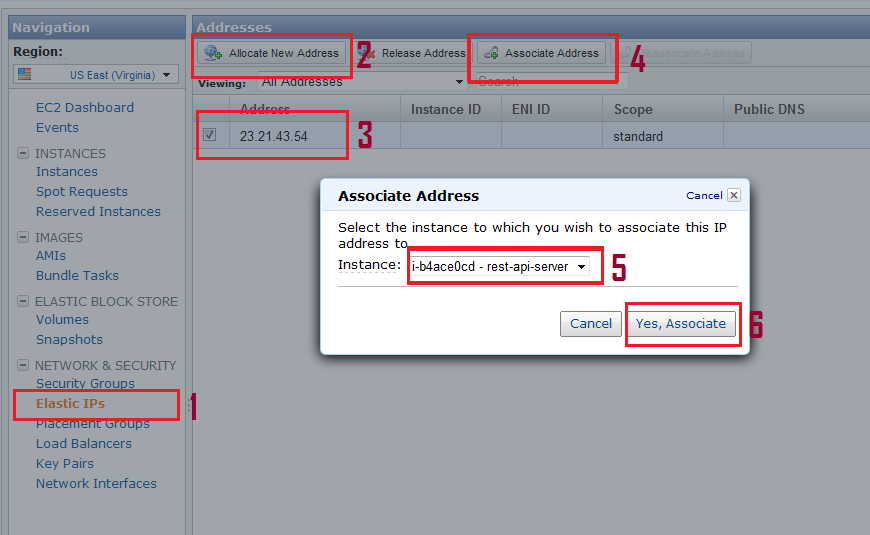 Navigation
Region:
US East (Virginia)
EC2 Dashboard
Events
INSTANCES
Instances
Spot Requests
Reserved Instances
IMAGES
AMIs
Bundle Tasks
ELASTIC BLOCK STORE
Volumes
Snapshots
NETWORK & SECURITY
Security Groups
Elastic IPs 1
Placement Groups
Load Balancers
Key Pairs
Network Interfaces
Addresses
Allocate New Address 2 Release Address Associate Address 4 Disassociate Address
Viewing: All Addresses Search
Address Instance ID ENI ID Scope Public DNS
23.21.43.54 3 standard
Associate Address Cancel
Select the instance to which you wish to associate this IP
address to
Instance: i-b4ace0cd - rest-api-server 5
Cancel Yes, Associate 6